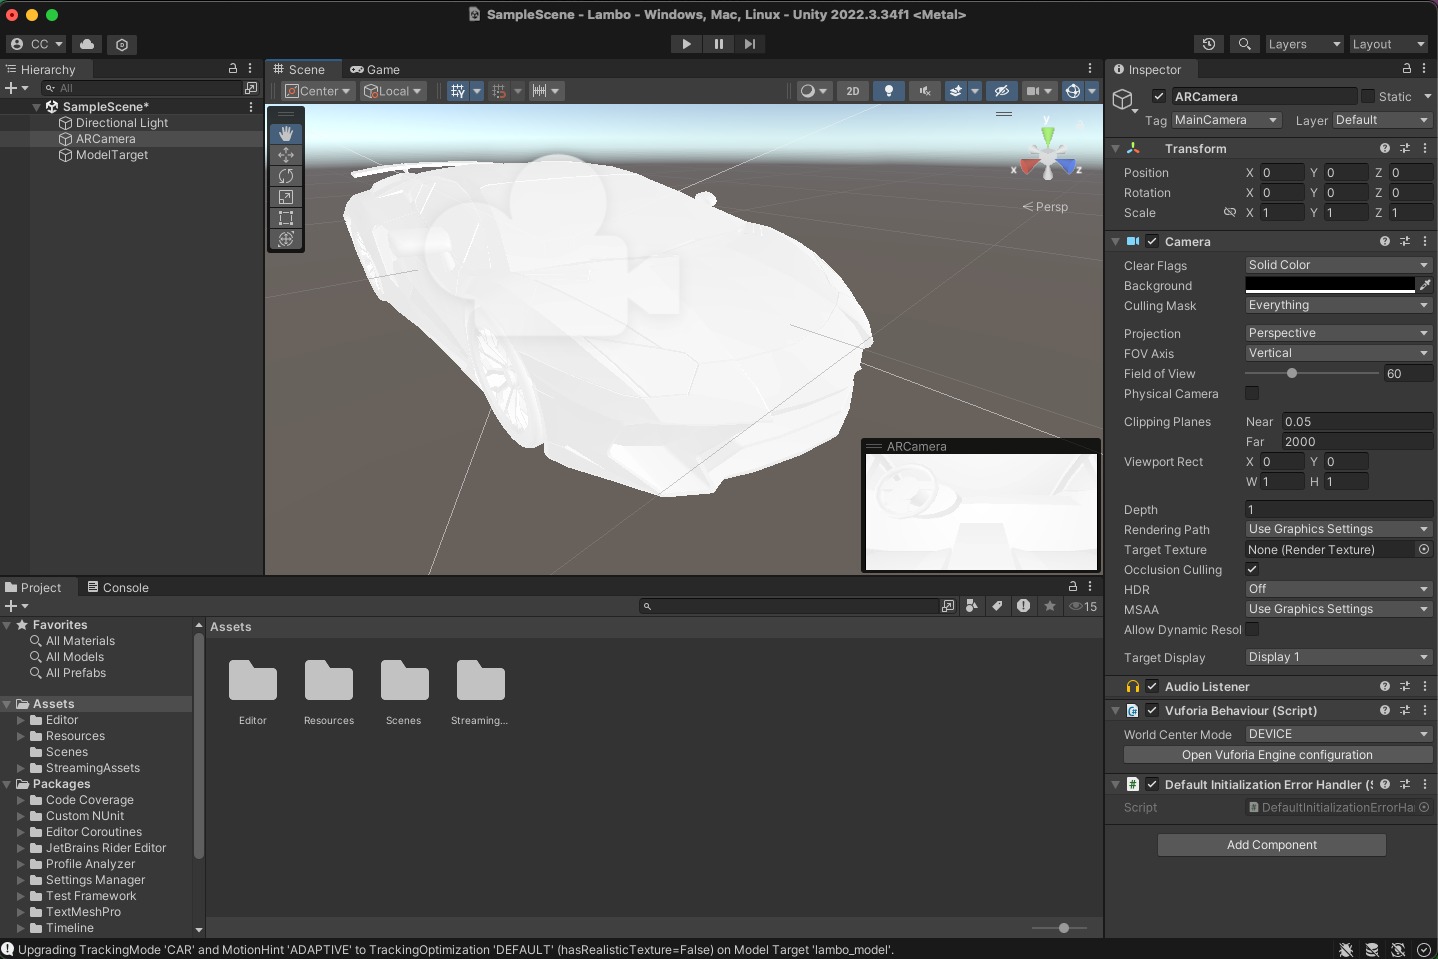 SampleScene - Lambo - Windows, Mac, Linux - Unity 2022.3.34f1 <Metal>
CC
Layers
Layout
Hierarchy
All
SampleScene*
Directional Light
ARCamera
ModelTarget
Scene
Game
Center
Local
2D
y
x
z
Persp
ARCamera
Inspector
ARCamera
Static
Tag MainCamera Layer Default
Transform
Position X 0 Y 0 Z 0
Rotation X 0 Y 0 Z 0
Scale X 1 Y 1 Z 1
Camera
Clear Flags Solid Color
Background
Culling Mask Everything
Projection Perspective
FOV Axis Vertical
Field of View 60
Physical Camera
Clipping Planes Near 0.05
Far 2000
Viewport Rect X 0 Y 0
W 1 H 1
Depth 1
Rendering Path Use Graphics Settings
Target Texture None (Render Texture)
Occlusion Culling
HDR Off
MSAA Use Graphics Settings
Allow Dynamic Resol
Target Display Display 1
Audio Listener
Vuforia Behaviour (Script)
World Center Mode DEVICE
Open Vuforia Engine configuration
Default Initialization Error Handler (S
Script DefaultInitializationErrorHa
Add Component
Project
Console
15
Favorites
All Materials
All Models
All Prefabs
Assets
Editor
Resources
Scenes
StreamingAssets
Packages
Code Coverage
Custom NUnit
Editor Coroutines
JetBrains Rider Editor
Profile Analyzer
Settings Manager
Test Framework
TextMeshPro
Timeline
Assets
Editor
Resources
Scenes
Streaming...
Upgrading TrackingMode 'CAR' and MotionHint 'ADAPTIVE' to TrackingOptimization 'DEFAULT' (hasRealisticTexture=False) on Model Target 'lambo_model'.